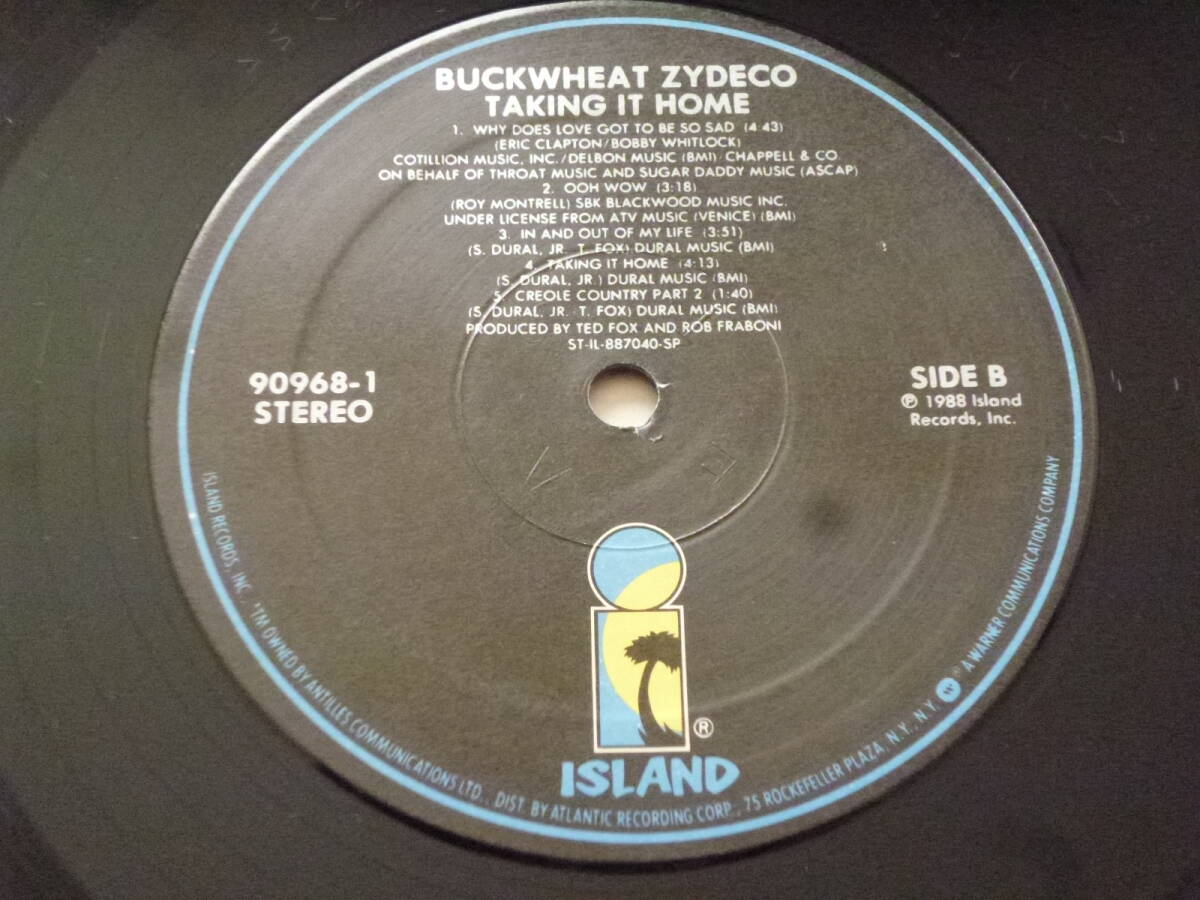 BUCKWHEAT ZYDECO
TAKING IT HOME
1. WHY DOES LOVE GOT TO BE SO SAD (4:43)
(ERIC CLAPTON/BOBBY WHITLOCK)
COTILLION MUSIC, INC./DELBON MUSIC (BMI) CHAPPELL & CO.
ON BEHALF OF THROAT MUSIC AND SUGAR DADDY MUSIC (ASCAP)
2. OOH WOW (3:18)
(ROY MONTRELL) SBK BLACKWOOD MUSIC INC.
UNDER LICENSE FROM ATV MUSIC (VENICE) (BMI)
3. IN AND OUT OF MY LIFE (3:51)
(S. DURAL, JR. T. FOX) DURAL MUSIC (BMI)
4. TAKING IT HOME (4:13)
(S. DURAL, JR.) DURAL MUSIC (BMI)
5. CREOLE COUNTRY PART 2 (1:40)
(S. DURAL, JR. T. FOX) DURAL MUSIC (BMI)
PRODUCED BY TED FOX AND ROB FRABONI
ST-IL-887040-SP
90968-1
STEREO
SIDE B
℗ 1988 Island
Records, Inc.
®
ISLAND
ISLAND RECORDS, INC. *TM OWNED BY ANTILLES COMMUNICATIONS LTD., DIST. BY ATLANTIC RECORDING CORP., 75 ROCKEFELLER PLAZA, N.Y., N.Y. A WARNER COMMUNICATIONS COMPANY